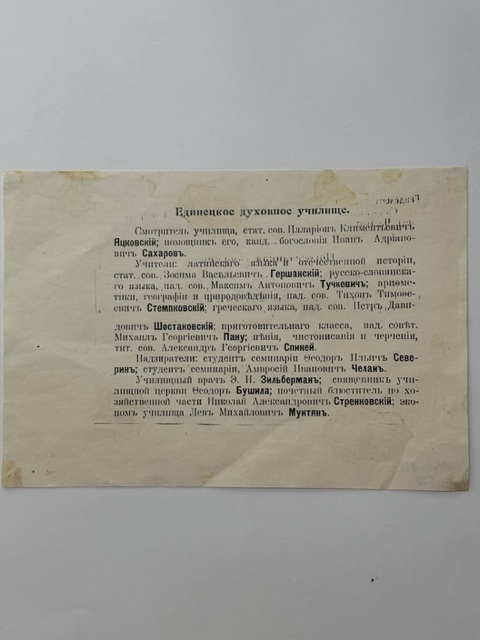 Единецкое духовное училище.
Смотритель училища, стат. сов. Илларіонъ Климентьевичъ
Яцковскій; помощникъ его, канд. богословія Иванъ Адріано-
вичъ Сахаровъ.
Учители: латинскаго языка и отечественной исторіи,
стат. сов. Зосима Васильевичъ Гершанскій; русско-словянска-
го языка, над. сов. Максимъ Антоновичъ Тучкевичъ; ариѳме-
тики, географіи и природовѣдѣнія, над. сов. Тихонъ Тимоѳе-
евичъ Стемпковскій; греческаго языка, над. сов. Петръ Дави-
довичъ Шостаковскій; приготовительнаго класса, над. совѣт.
Михаилъ Георгіевичъ Пану; пѣнія, чистописанія и черченія,
тит. сов. Александръ Георгіевичъ Спиней.
Надзиратели: студентъ семинаріи Ѳеодоръ Ильичъ Севе-
ринъ; студентъ семинаріи, Амвросій Ивановичъ Челанъ.
Училищный врачъ Э. И. Зильберманъ; священникъ учи-
лищной церкви Ѳеодоръ Бушила; почетный блюститель по хо-
зяйственной части Николай Александровичъ Стренковскій; эко-
номъ училища Левъ Михайловичъ Мунтянъ.